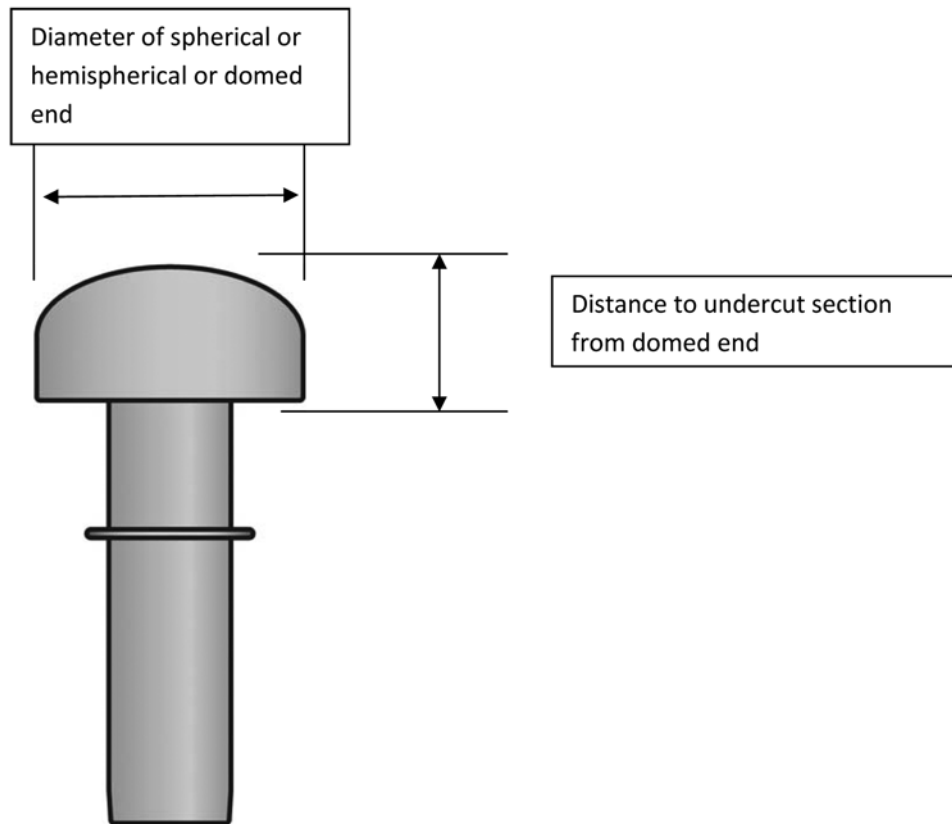 Diameter of spherical or
hemispherical or domed
end
Distance to undercut section
from domed end